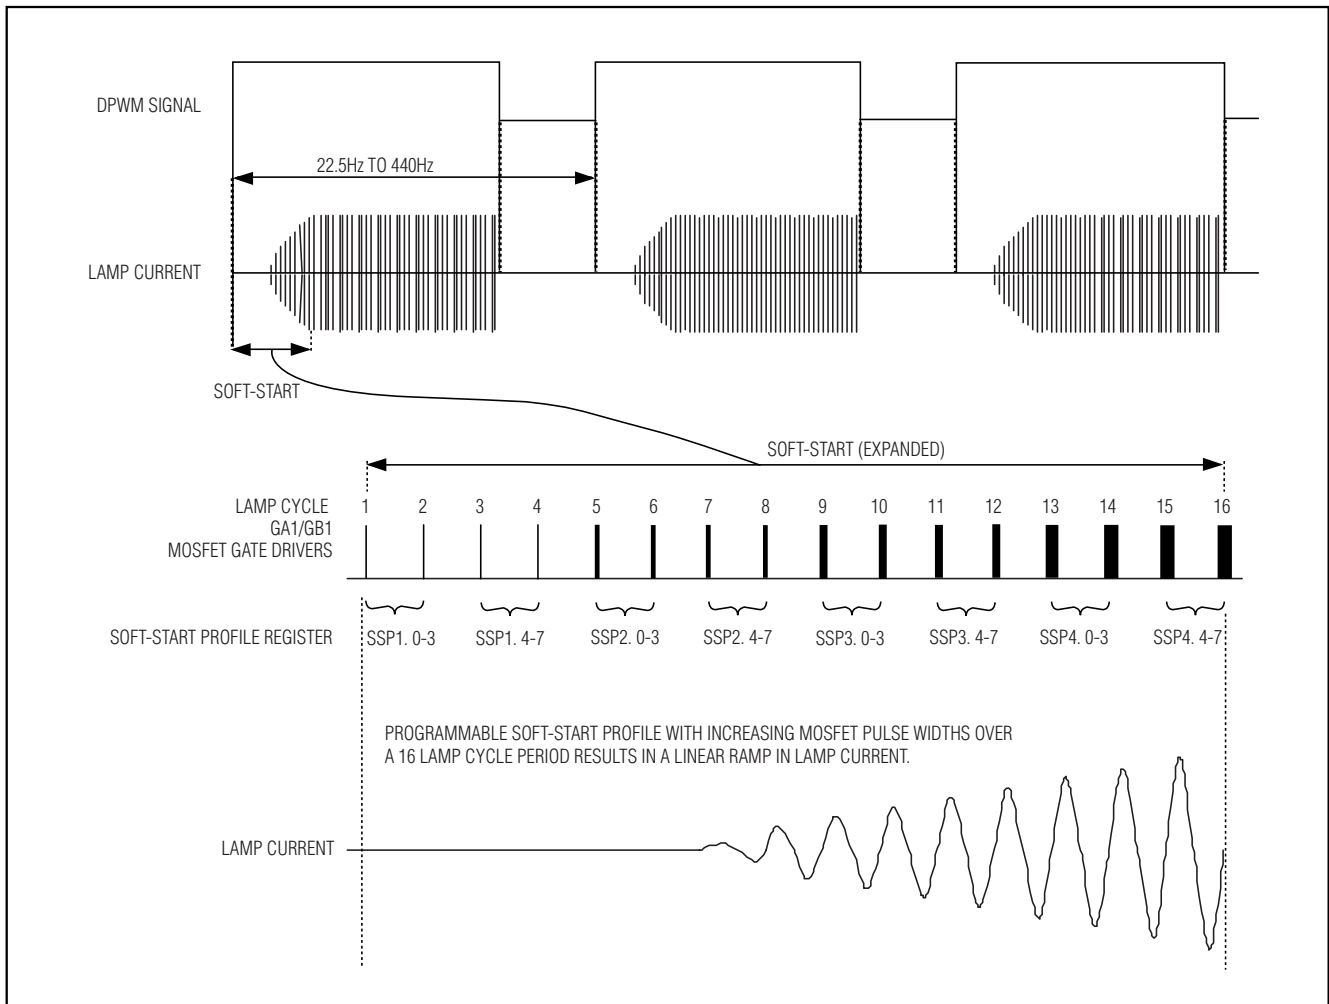 DPWM SIGNAL
22.5Hz TO 440Hz
LAMP CURRENT
SOFT-START
SOFT-START (EXPANDED)
LAMP CYCLE 1 2 3 4 5 6 7 8 9 10 11 12 13 14 15 16
GA1/GB1
MOSFET GATE DRIVERS
SOFT-START PROFILE REGISTER SSP1. 0-3 SSP1. 4-7 SSP2. 0-3 SSP2. 4-7 SSP3. 0-3 SSP3. 4-7 SSP4. 0-3 SSP4. 4-7
PROGRAMMABLE SOFT-START PROFILE WITH INCREASING MOSFET PULSE WIDTHS OVER
A 16 LAMP CYCLE PERIOD RESULTS IN A LINEAR RAMP IN LAMP CURRENT.
LAMP CURRENT